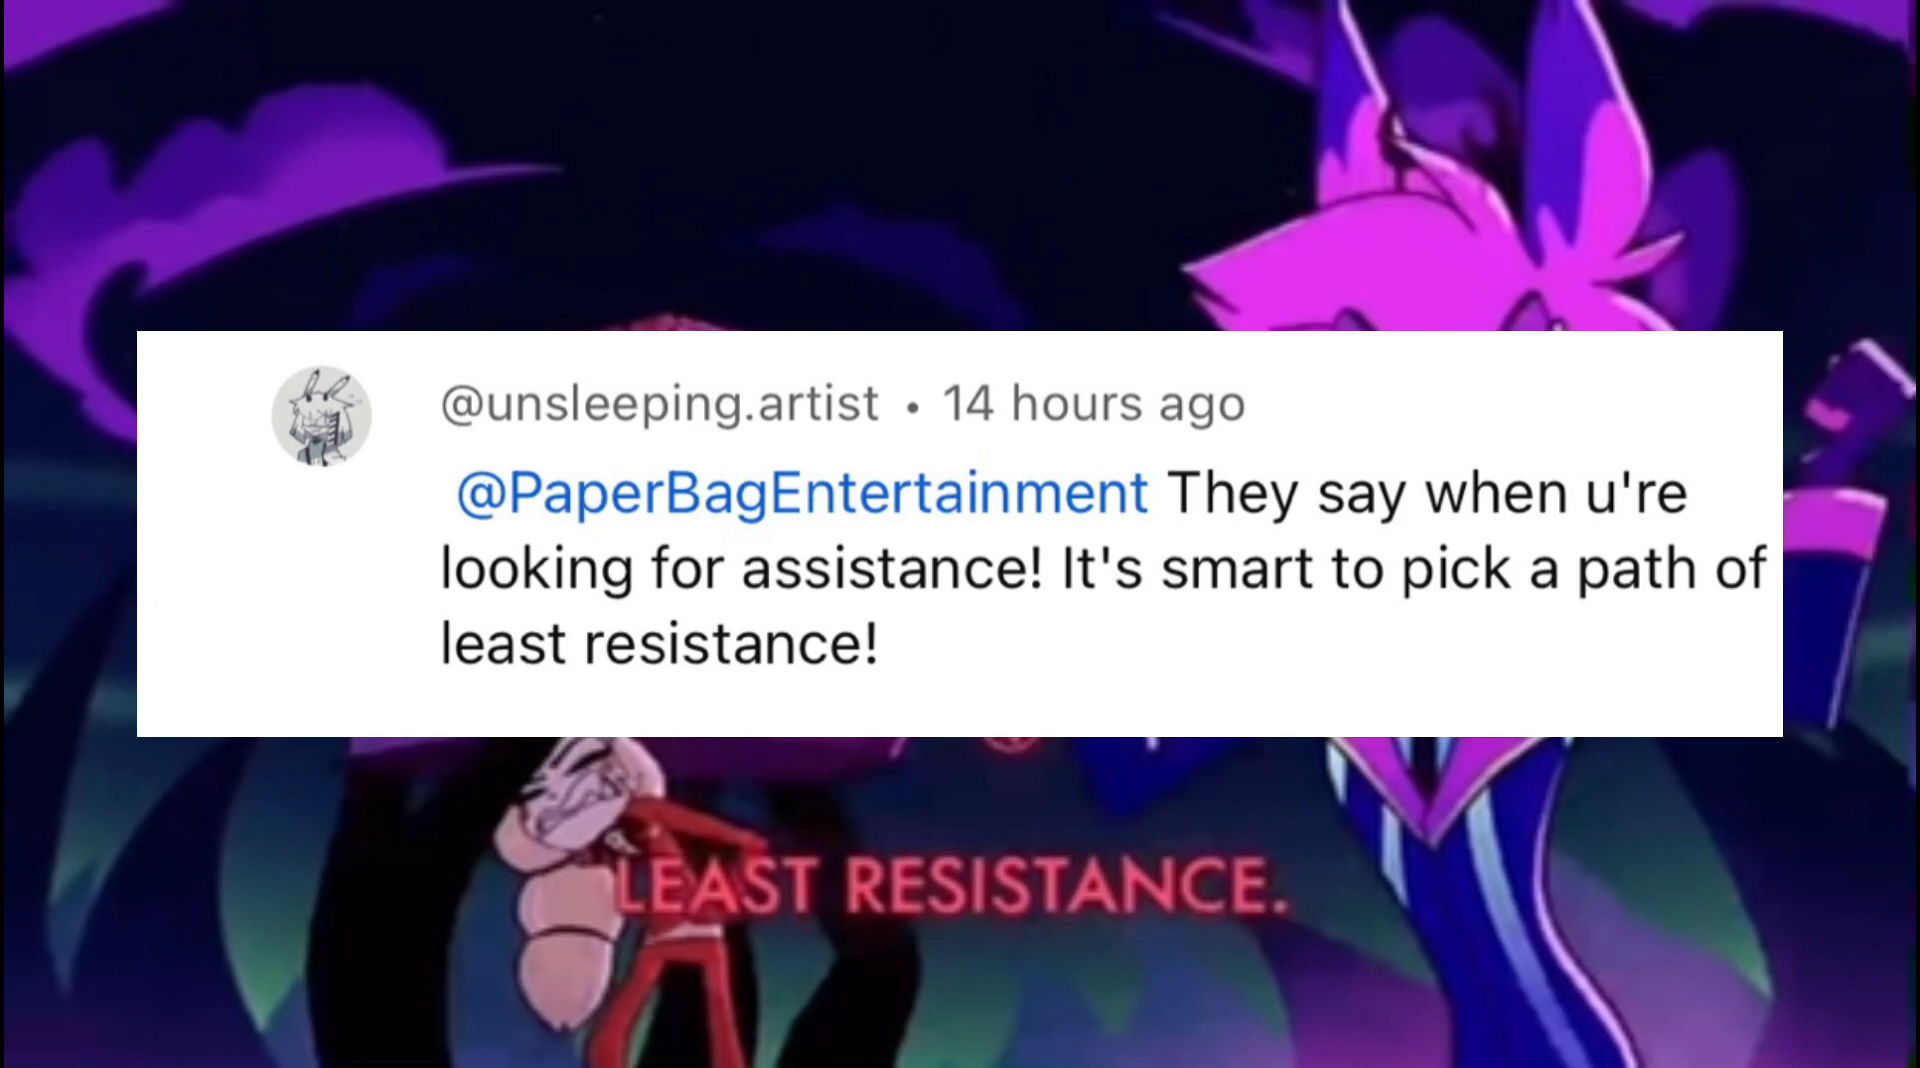 @unsleeping.artist • 14 hours ago
@PaperBagEntertainment They say when u're
looking for assistance! It's smart to pick a path of
least resistance!
LEAST RESISTANCE.